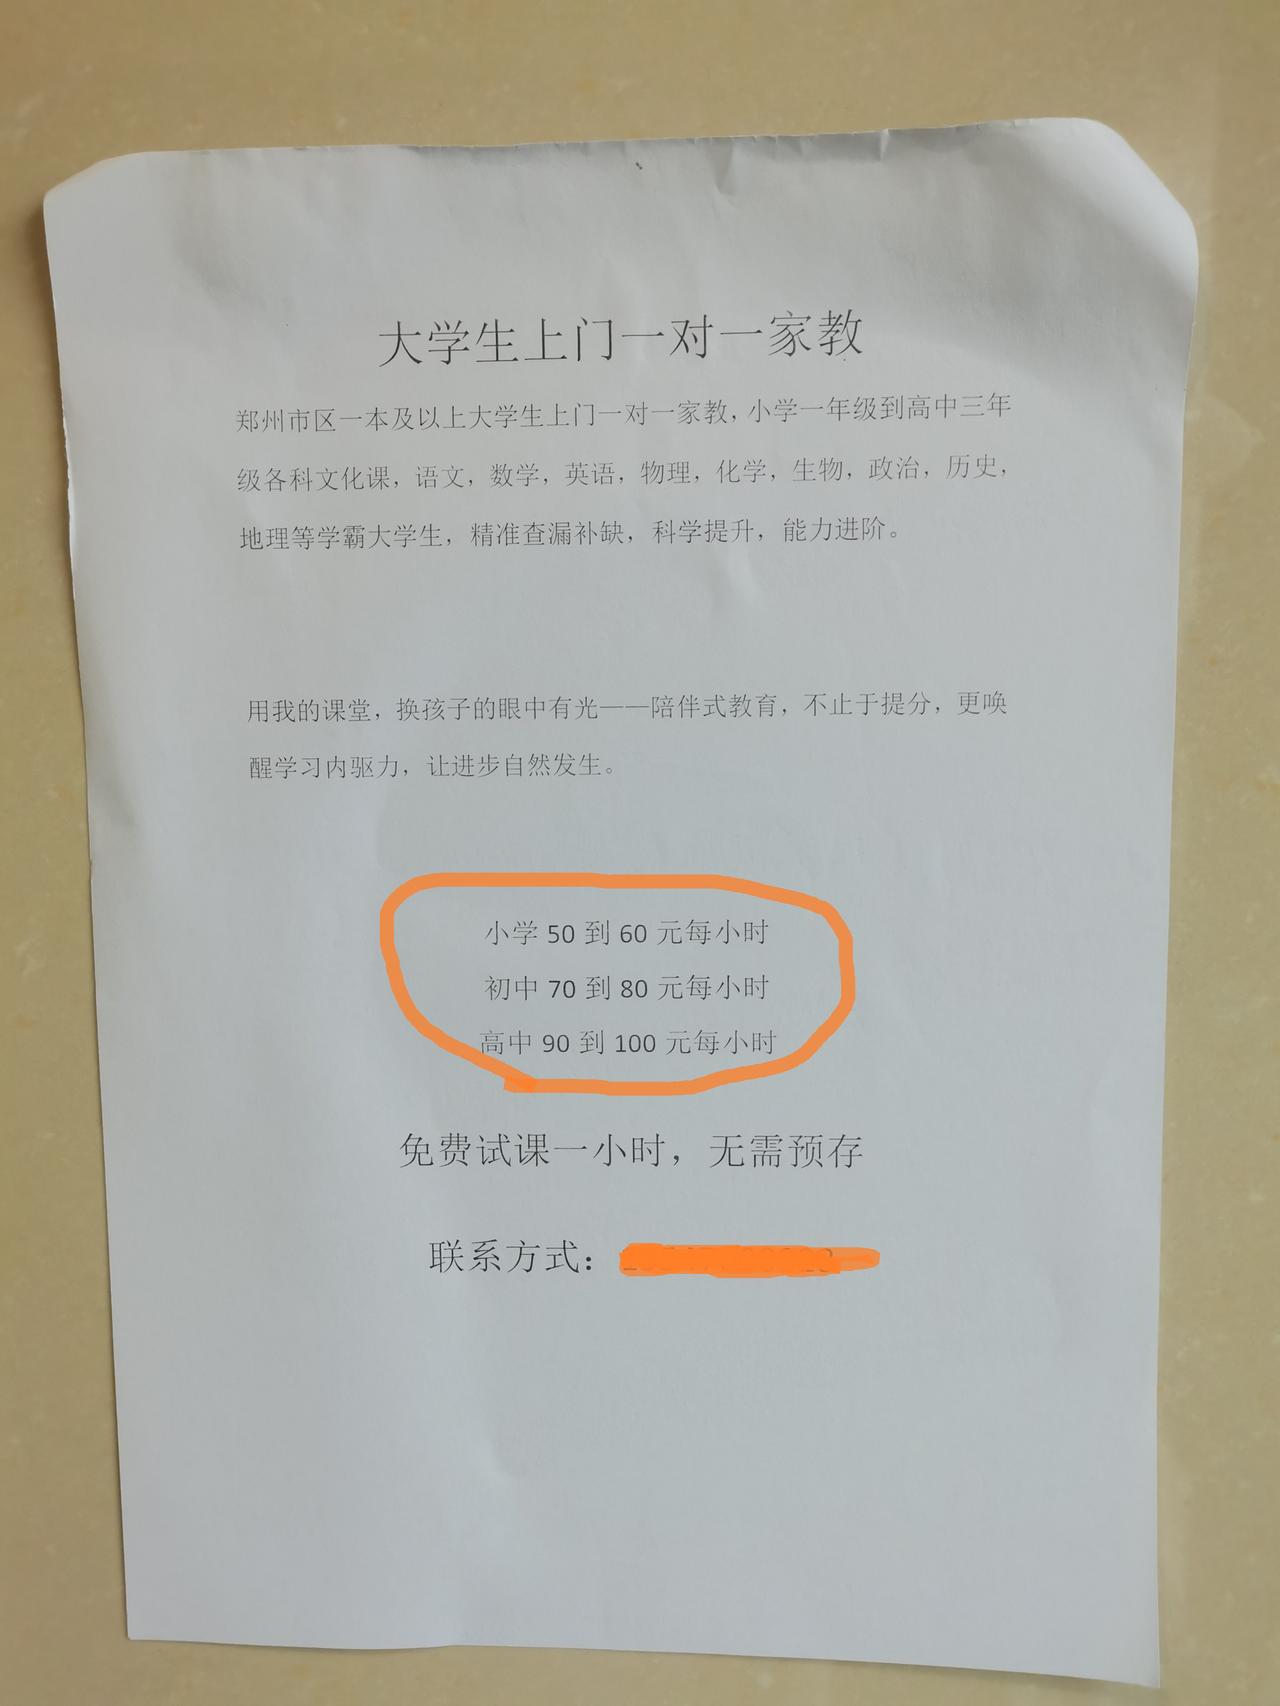 大学生上门一对一家教
郑州市区一本及以上大学生上门一对一家教，小学一年级到高中三年
级各科文化课，语文，数学，英语，物理，化学，生物，政治，历史，
地理等学霸大学生，精准查漏补缺，科学提升，能力进阶。
用我的课堂，换孩子的眼中有光——陪伴式教育，不止于提分，更唤
醒学习内驱力，让进步自然发生。
小学 50 到 60 元每小时
初中 70 到 80 元每小时
高中 90 到 100 元每小时
免费试课一小时，无需预存
联系方式：